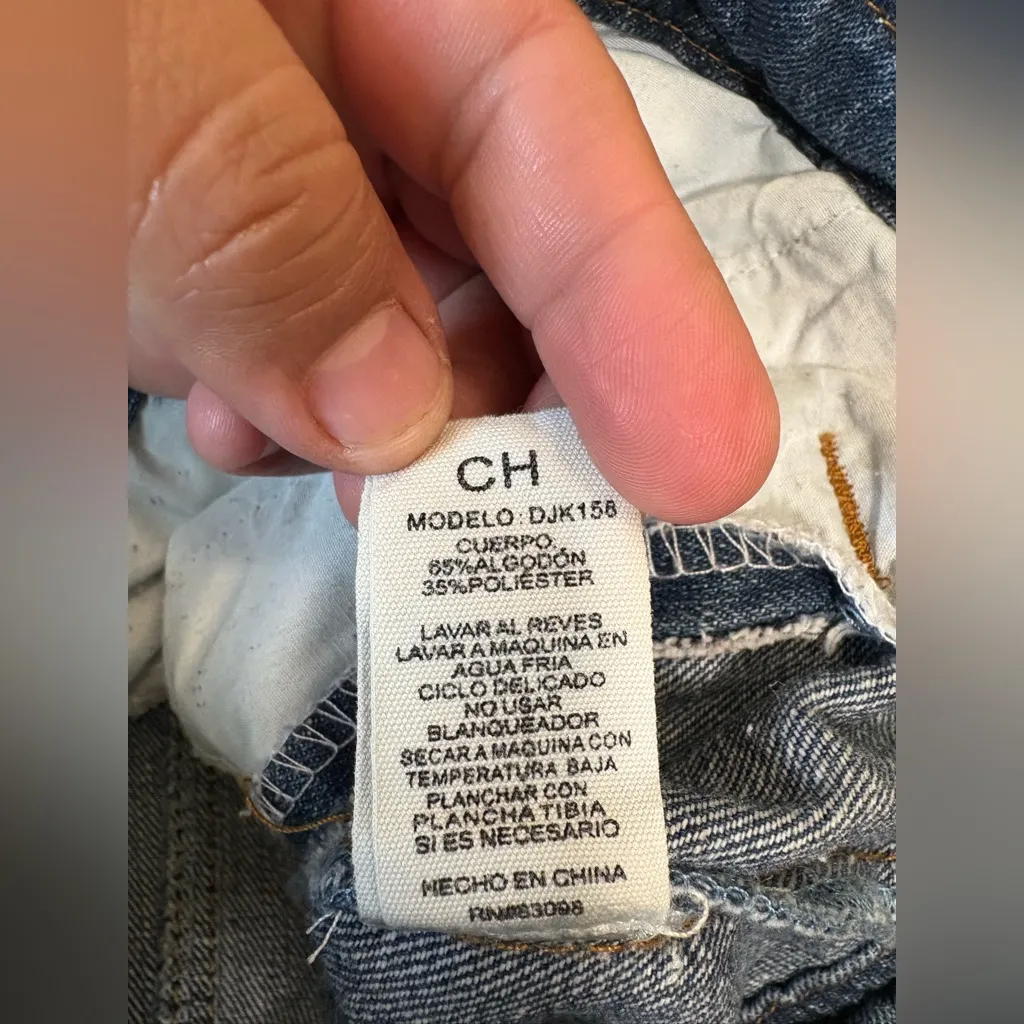 CH
MODELO: DJK158
CUERPO
65%ALGODÓN
35%POLIÉSTER
LAVAR AL REVES
LAVAR A MAQUINA EN
AGUA FRIA
CICLO DELICADO
NO USAR
BLANQUEADOR
SECAR A MAQUINA CON
TEMPERATURA BAJA
PLANCHAR CON
PLANCHA TIBIA
SI ES NECESARIO
HECHO EN CHINA
RN#83098